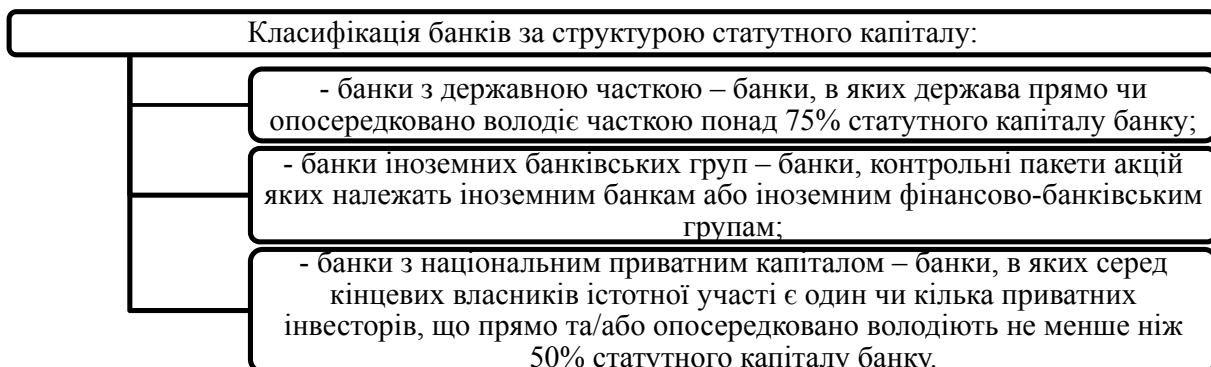 Класифікація банків за структурою статутного капіталу:
- банки з державною часткою – банки, в яких держава прямо чи
опосередковано володіє часткою понад 75% статутного капіталу банку;
- банки іноземних банківських груп – банки, контрольні пакети акцій
яких належать іноземним банкам або іноземним фінансово-банківським
групам;
- банки з національним приватним капіталом – банки, в яких серед
кінцевих власників істотної участі є один чи кілька приватних
інвесторів, що прямо та/або опосередковано володіють не менше ніж
50% статутного капіталу банку.